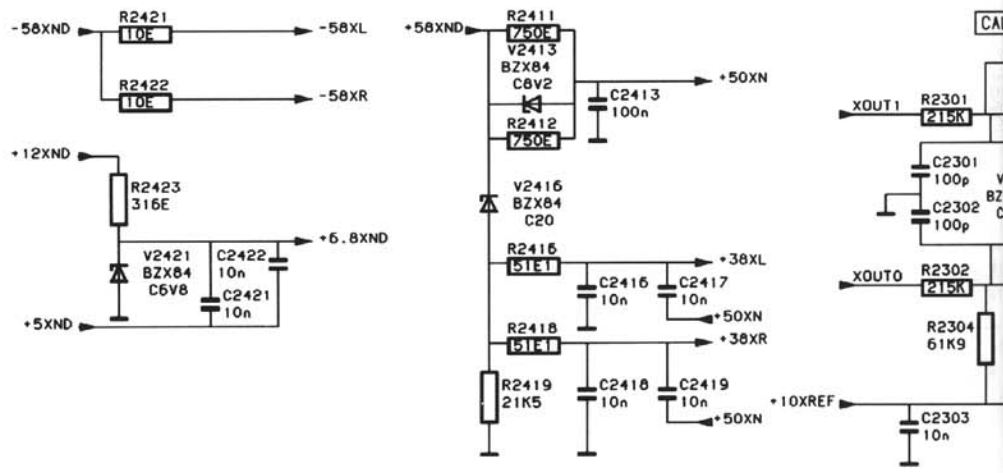 -58XND
R2421
10E
-58XL
R2422
10E
-58XR
+12XND
R2423
316E
+6.8XND
V2421
BZX84
C6V8
C2422
10n
C2421
10n
+5XND
+58XND
R2411
750E
V2413
BZX84
C8V2
+50XN
C2413
100n
R2412
750E
V2416
BZX84
C20
R2416
51E1
+38XL
C2416
10n
C2417
10n
+50XN
R2418
51E1
+38XR
R2419
21K5
C2418
10n
C2419
10n
+50XN
XOUT1
R2301
215K
C2301
100p
C2302
100p
XOUT0
R2302
215K
R2304
61K9
+10XREF
C2303
10n